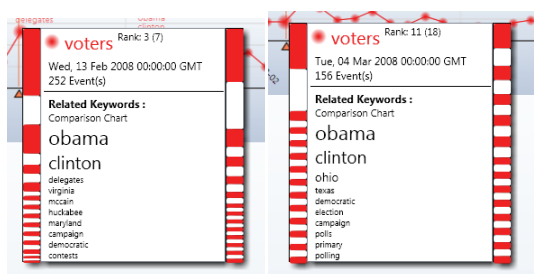 delegates
obama
clinton
voters Rank: 3 (7)
Wed, 13 Feb 2008 00:00:00 GMT
252 Event(s)
Related Keywords :
Comparison Chart
obama
clinton
delegates
virginia
mccain
huckabee
maryland
campaign
democratic
contests
voters Rank: 11 (18)
Tue, 04 Mar 2008 00:00:00 GMT
156 Event(s)
Related Keywords :
Comparison Chart
obama
clinton
ohio
texas
democratic
election
campaign
polls
primary
polling